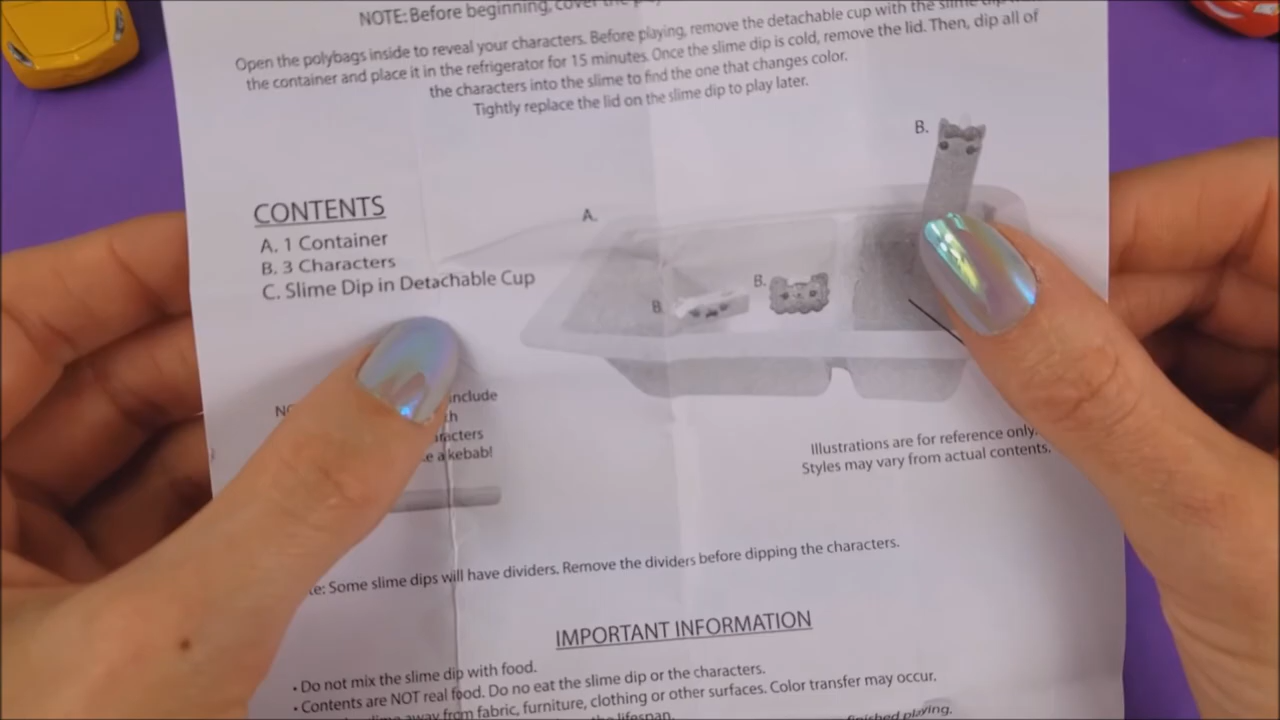 NOTE: Before beginning, cover the
Open the polybags inside to reveal your characters. Before playing, remove the detachable cup with the slime dip
the container and place it in the refrigerator for 15 minutes. Once the slime dip is cold, remove the lid. Then, dip all of
the characters into the slime to find the one that changes color.
Tightly replace the lid on the slime dip to play later.
B.
CONTENTS
A.
A. 1 Container
B. 3 Characters
C. Slime Dip in Detachable Cup
B.
B.
include
a kebab!
Illustrations are for reference only.
Styles may vary from actual contents.
Some slime dips will have dividers. Remove the dividers before dipping the characters.
IMPORTANT INFORMATION
• Do not mix the slime dip with food.
• Contents are NOT real food. Do not eat the slime dip or the characters.
slime away from fabric, furniture, clothing or other surfaces. Color transfer may occur.
the lifespan.
finished playing.